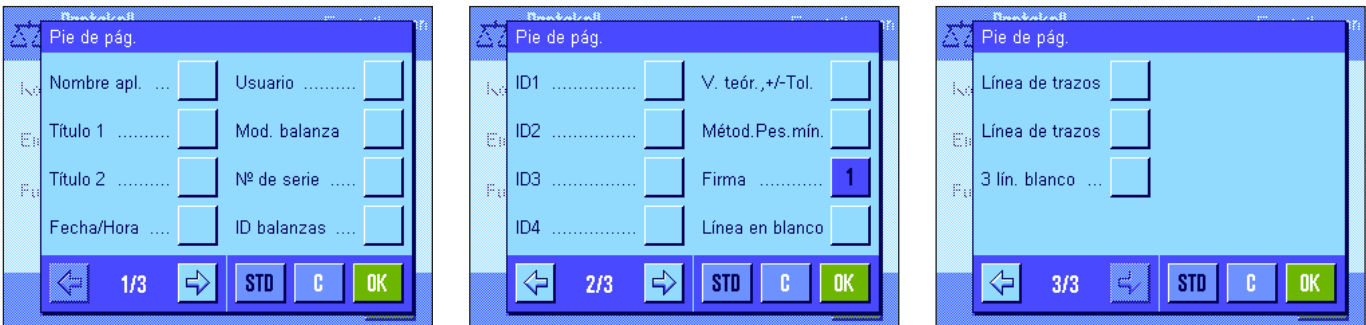 Pie de pág.
Nombre apl. ...
Usuario ..........
Título 1 ..........
Mod. balanza
Título 2 .........
Nº de serie .....
Fecha/Hora ....
ID balanzas ....
1/3
STD
C
OK
Pie de pág.
ID1 ...............
V. teór.,+/-Tol.
ID2 ...............
Métod.Pes.mín.
ID3 ...............
Firma ............
1
ID4 ...............
Línea en blanco
2/3
STD
C
OK
Pie de pág.
Línea de trazos
Línea de trazos
3 lín. blanco ...
3/3
STD
C
OK